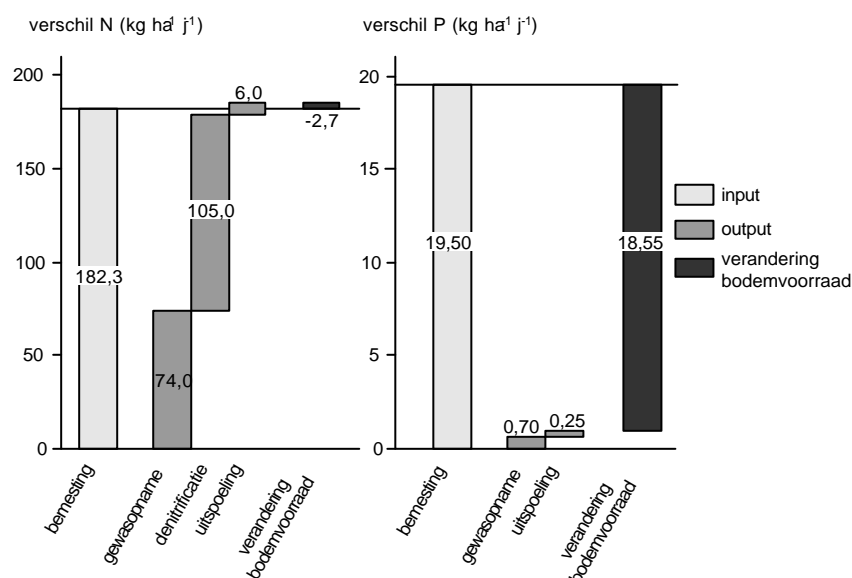 verschil N (kg ha⁻¹ j⁻¹)
200
150
100
50
0
182,3
74,0
105,0
6,0
-2,7
bemesting
gewasopname
denitrificatie
uitspoeling
verandering
bodemvoorraad
verschil P (kg ha⁻¹ j⁻¹)
20
15
10
5
0
19,50
0,70
0,25
18,55
bemesting
gewasopname
uitspoeling
verandering
bodemvoorraad
input
output
verandering
bodemvoorraad